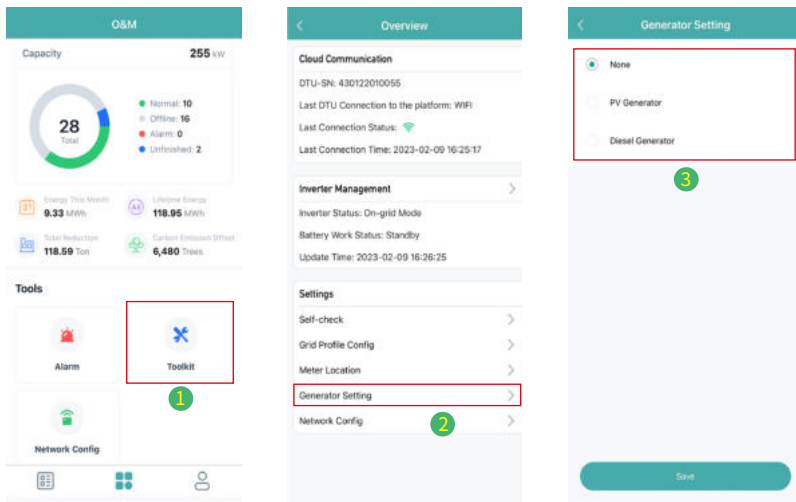 O&M
Capacity 255 kW
28
Total
Normal: 10
Offline: 16
Alarm: 0
Unfinished: 2
31
Energy This Month
9.33 MWh
All
Lifetime Energy
118.95 MWh
Total Reduction
118.59 Ton
Carbon Emission Offset
6,480 Trees
Tools
Alarm
Toolkit
1
Network Config
Overview
Cloud Communication
DTU-SN: 430122010055
Last DTU Connection to the platform: WIFI
Last Connection Status:
Last Connection Time: 2023-02-09 16:25:17
Inverter Management
Inverter Status: On-grid Mode
Battery Work Status: Standby
Update Time: 2023-02-09 16:26:25
Settings
Self-check
Grid Profile Config
Meter Location
Generator Setting
Network Config
2
Generator Setting
None
PV Generator
Diesel Generator
3
Save